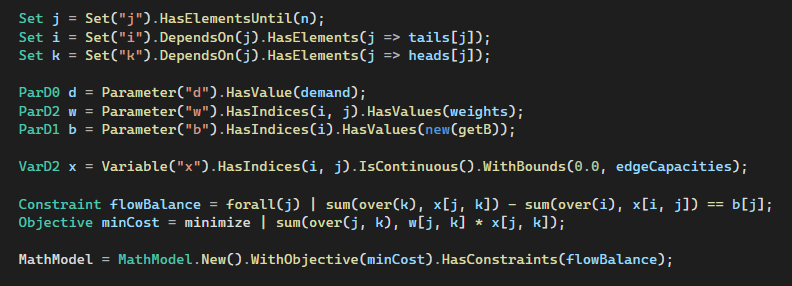 Set j = Set("j").HasElementsUntil(n);
Set i = Set("i").DependsOn(j).HasElements(j => tails[j]);
Set k = Set("k").DependsOn(j).HasElements(j => heads[j]);
ParD0 d = Parameter("d").HasValue(demand);
ParD2 w = Parameter("w").HasIndices(i, j).HasValues(weights);
ParD1 b = Parameter("b").HasIndices(i).HasValues(new(getB));
VarD2 x = Variable("x").HasIndices(i, j).IsContinuous().WithBounds(0.0, edgeCapacities);
Constraint flowBalance = forall(j) | sum(over(k), x[j, k]) - sum(over(i), x[i, j]) == b[j];
Objective minCost = minimize | sum(over(j, k), w[j, k] * x[j, k]);
MathModel = MathModel.New().WithObjective(minCost).HasConstraints(flowBalance);